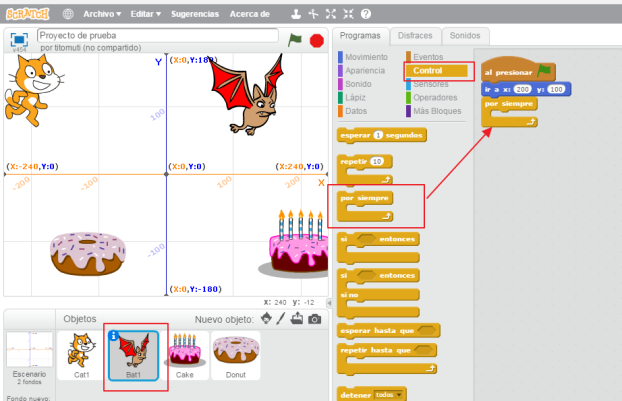 SCRATCH Archivo Editar Sugerencias Acerca de
Proyecto de prueba
v454
por titomuti (no compartido)
Y (X:0,Y:180)
100
(X:-240,Y:0) (X:0,Y:0) (X:240,Y:0)
-200 -100 100 200 X
-100
(X:0,Y:-180)
x: 240 y: -12
Objetos Nuevo objeto:
Escenario
2 fondos
Fondo nuevo:
Cat1 Bat1 Cake Donut
Programas Disfraces Sonidos
Movimiento Eventos
Apariencia Control
Sonido Sensores
Lápiz Operadores
Datos Más Bloques
esperar 1 segundos
repetir 10
por siempre
si entonces
si entonces
si no
esperar hasta que
repetir hasta que
detener todos
al presionar
ir a x: 200 y: 100
por siempre